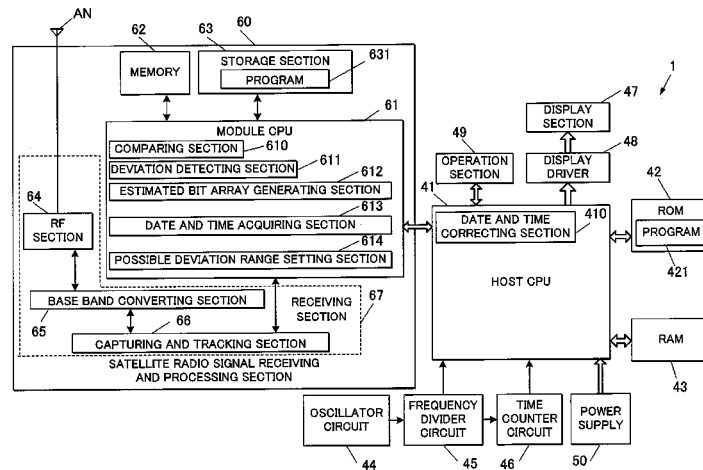 AN
62
63
60
MEMORY
STORAGE SECTION
PROGRAM
631
61
MODULE CPU
COMPARING SECTION
610
DEVIATION DETECTING SECTION
611
ESTIMATED BIT ARRAY GENERATING SECTION
612
613
DATE AND TIME ACQUIRING SECTION
614
POSSIBLE DEVIATION RANGE SETTING SECTION
64
RF
SECTION
BASE BAND CONVERTING SECTION
65
66
RECEIVING
SECTION
67
CAPTURING AND TRACKING SECTION
SATELLITE RADIO SIGNAL RECEIVING
AND PROCESSING SECTION
1
47
DISPLAY
SECTION
49
48
OPERATION
SECTION
DISPLAY
DRIVER
41
42
DATE AND TIME
CORRECTING SECTION
410
HOST CPU
ROM
PROGRAM
421
RAM
43
OSCILLATOR
CIRCUIT
44
FREQUENCY
DIVIDER
CIRCUIT
45
TIME
COUNTER
CIRCUIT
46
POWER
SUPPLY
50